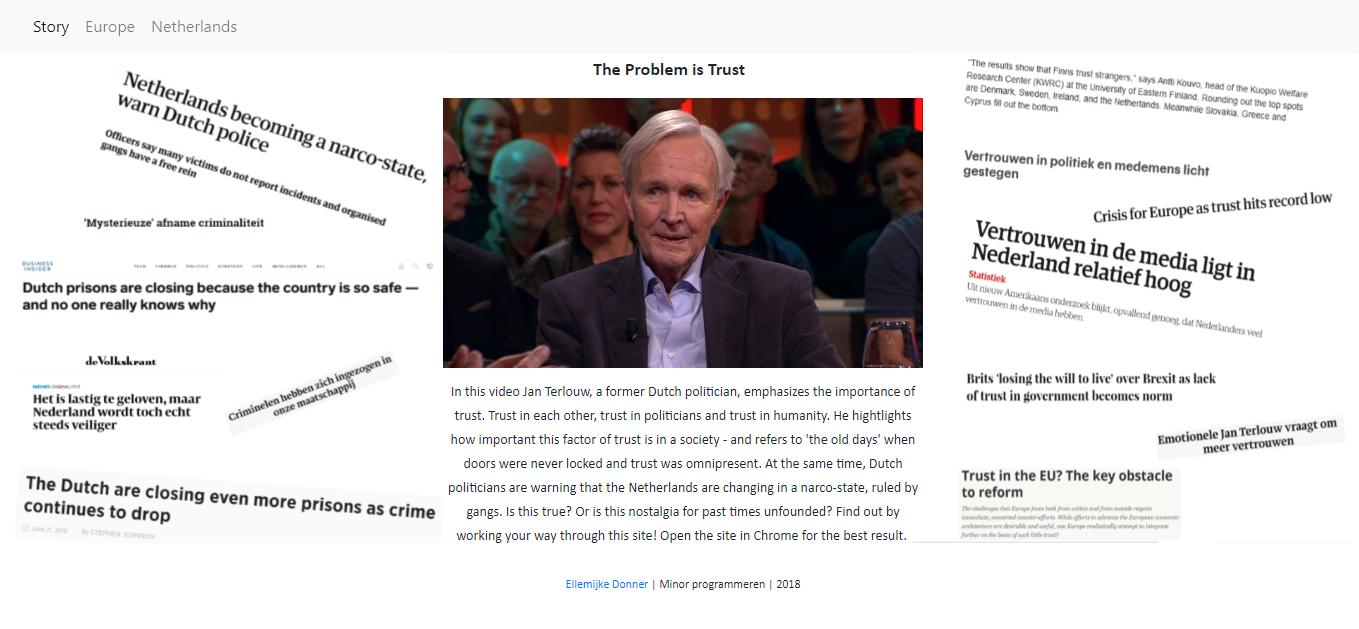 Story Europe Netherlands
The Problem is Trust
Netherlands becoming a narco-state,
warn Dutch police
Officers say many victims do not report incidents and organised
gangs have a free rein
'Mysterieuze' afname criminaliteit
BUSINESS
INSIDER
TECH FINANCE POLITICS STRATEGY LIFE INTELLIGENCE ALL
Dutch prisons are closing because the country is so safe —
and no one really knows why
deVolkskrant
NIEUWS CRIMINALITEIT
Het is lastig te geloven, maar
Nederland wordt toch echt
steeds veiliger
Criminelen hebben zich ingezogen in
onze maatschappij
The Dutch are closing even more prisons as crime
continues to drop
June 21, 2016 by STEPHEN JOHNSON
In this video Jan Terlouw, a former Dutch politician, emphasizes the importance of
trust. Trust in each other, trust in politicians and trust in humanity. He hightlights
how important this factor of trust is in a society - and refers to 'the old days' when
doors were never locked and trust was omnipresent. At the same time, Dutch
politicians are warning that the Netherlands are changing in a narco-state, ruled by
gangs. Is this true? Or is this nostalgia for past times unfounded? Find out by
working your way through this site! Open the site in Chrome for the best result.
"The results show that Finns trust strangers," says Antti Kouvo, head of the Kuopio Welfare
Research Center (KWRC) at the University of Eastern Finland. Rounding out the top spots
are Denmark, Sweden, Ireland, and the Netherlands. Meanwhile Slovakia, Greece and
Cyprus fill out the bottom.
Vertrouwen in politiek en medemens licht
gestegen
Crisis for Europe as trust hits record low
Vertrouwen in de media ligt in
Nederland relatief hoog
Statistiek
Uit nieuw Amerikaans onderzoek blijkt, opvallend genoeg, dat Nederlanders veel
vertrouwen in de media hebben.
Brits 'losing the will to live' over Brexit as lack
of trust in government becomes norm
Emotionele Jan Terlouw vraagt om
meer vertrouwen
Trust in the EU? The key obstacle
to reform
The challenges that Europe faces both from within and from outside require
immediate, concerted counter-efforts. While efforts to advance the European economic
architecture are desirable and useful, can Europe realistically attempt to integrate
further on the basis of such little trust?
Ellemijke Donner | Minor programmeren | 2018